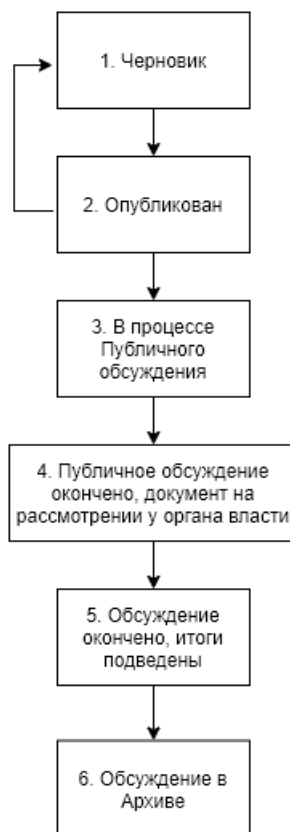 1. Черновик
2. Опубликован
3. В процессе
Публичного
обсуждения
4. Публичное обсуждение
окончено, документ на
рассмотрении у органа власти
5. Обсуждение
окончено, итоги
подведены
6. Обсуждение в
Архиве